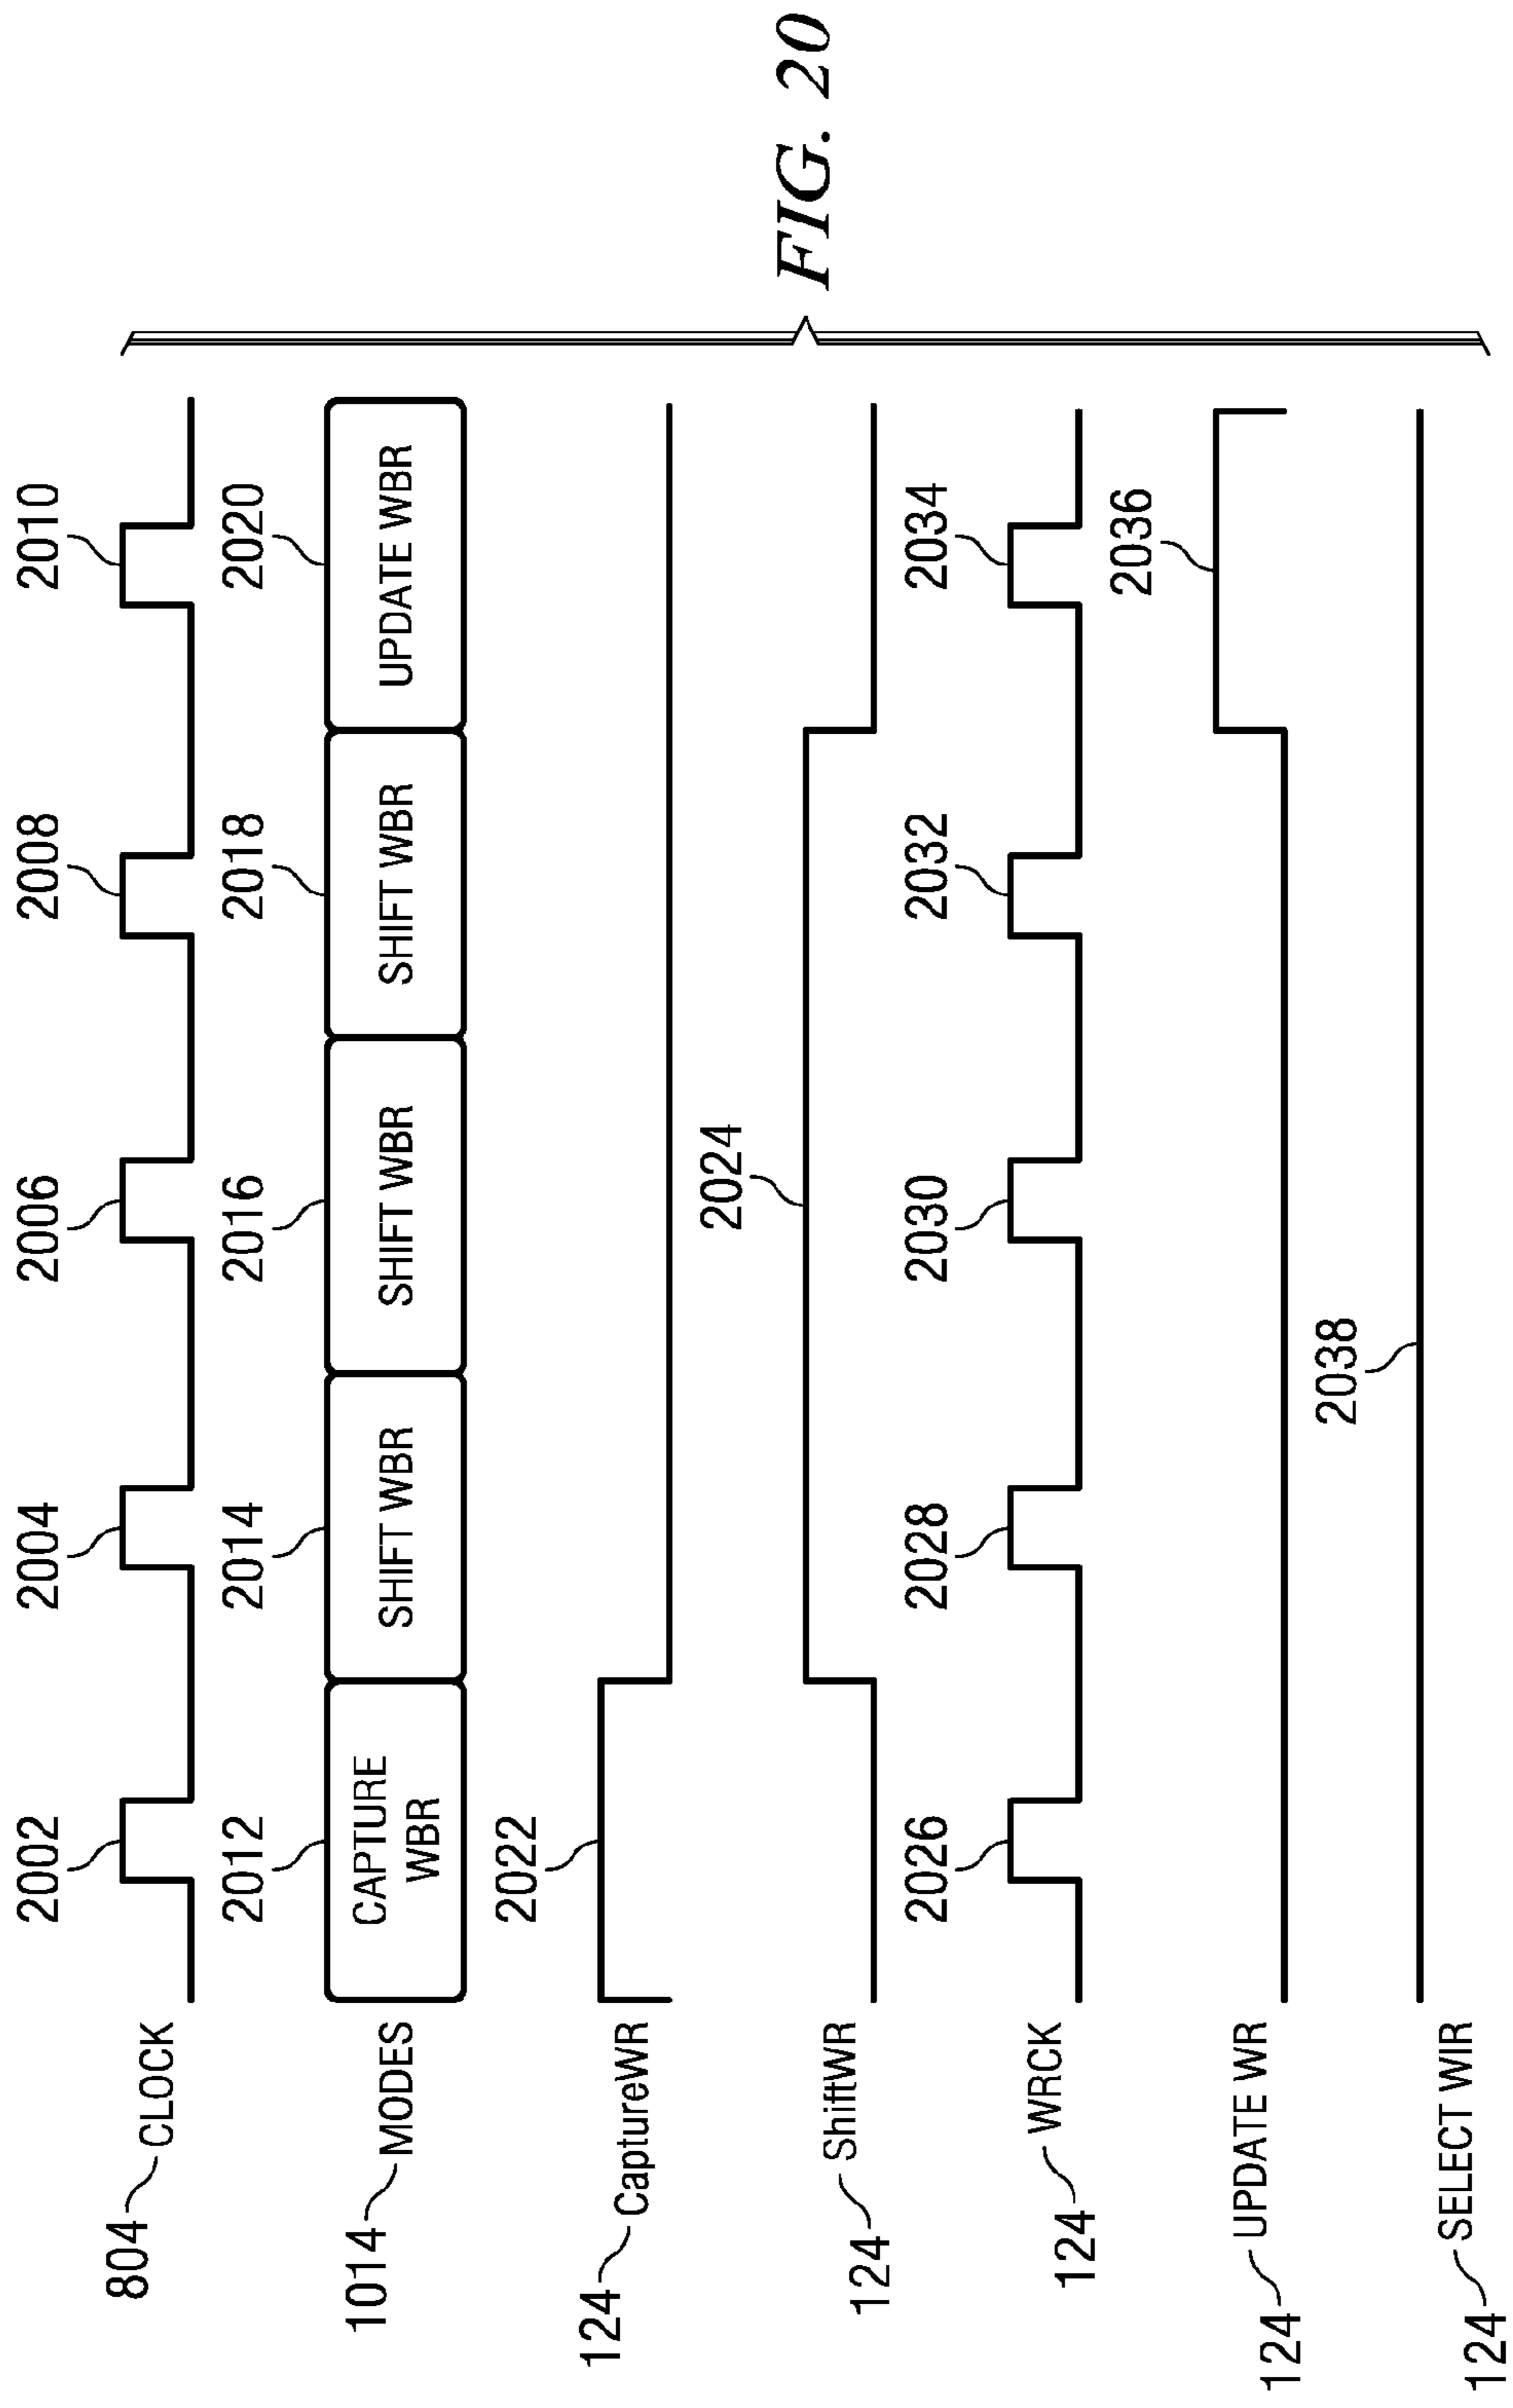 804 CLOCK
2002 2004 2006 2008 2010
1014 MODES
2012 2014 2016 2018 2020
CAPTURE
WBR
SHIFT WBR
SHIFT WBR
SHIFT WBR
UPDATE WBR
124 CaptureWR
2022
124 ShiftWR
2024
124 WRCK
2026 2028 2030 2032 2034
124 UPDATE WR
2036
124 SELECT WIR
2038
FIG. 20